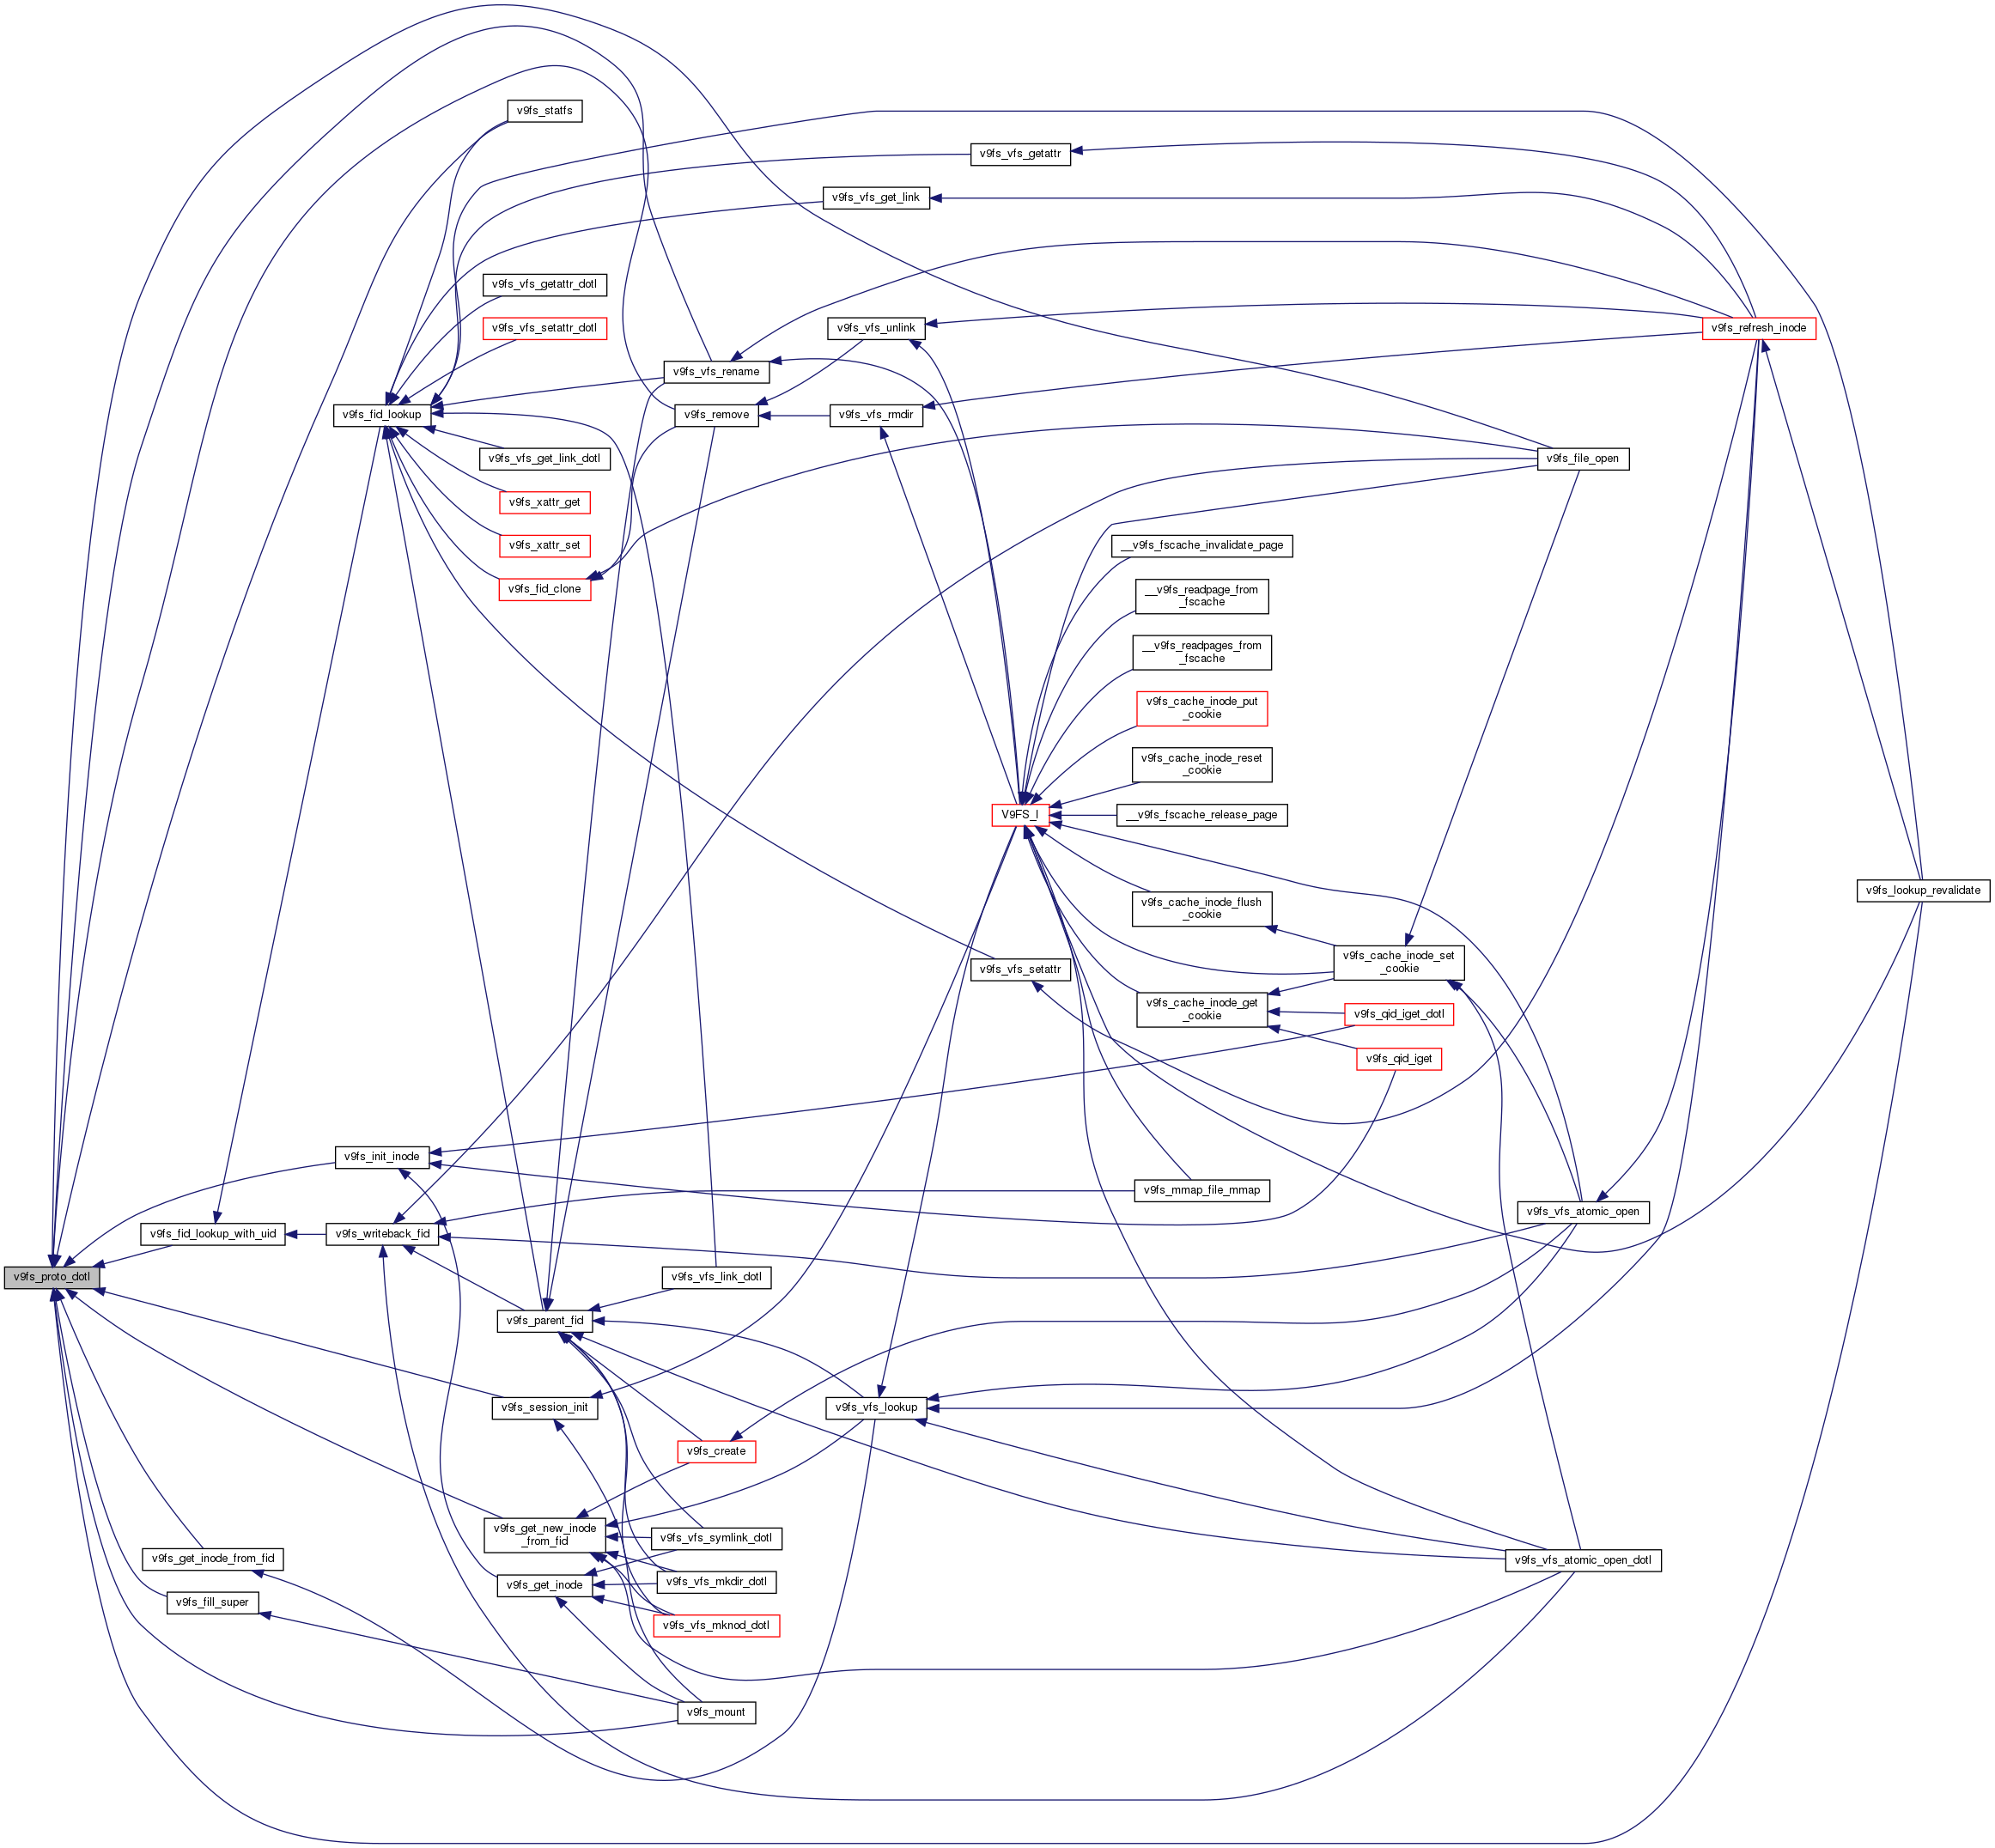 v9fs_statfs
v9fs_vfs_getattr
v9fs_vfs_get_link
v9fs_vfs_getattr_dotl
v9fs_vfs_setattr_dotl
v9fs_vfs_unlink
v9fs_refresh_inode
v9fs_vfs_rename
v9fs_fid_lookup
v9fs_remove
v9fs_vfs_rmdir
v9fs_vfs_get_link_dotl
v9fs_file_open
v9fs_xattr_get
v9fs_xattr_set
__v9fs_fscache_invalidate_page
v9fs_fid_clone
__v9fs_readpage_from
_fscache
__v9fs_readpages_from
_fscache
v9fs_cache_inode_put
_cookie
v9fs_cache_inode_reset
_cookie
V9FS_I
__v9fs_fscache_release_page
v9fs_lookup_revalidate
v9fs_cache_inode_flush
_cookie
v9fs_cache_inode_set
_cookie
v9fs_vfs_setattr
v9fs_cache_inode_get
_cookie
v9fs_qid_iget_dotl
v9fs_qid_iget
v9fs_init_inode
v9fs_mmap_file_mmap
v9fs_vfs_atomic_open
v9fs_fid_lookup_with_uid
v9fs_writeback_fid
v9fs_proto_dotl
v9fs_vfs_link_dotl
v9fs_parent_fid
v9fs_session_init
v9fs_vfs_lookup
v9fs_create
v9fs_get_new_inode
_from_fid
v9fs_vfs_symlink_dotl
v9fs_get_inode_from_fid
v9fs_vfs_atomic_open_dotl
v9fs_get_inode
v9fs_vfs_mkdir_dotl
v9fs_fill_super
v9fs_vfs_mknod_dotl
v9fs_mount